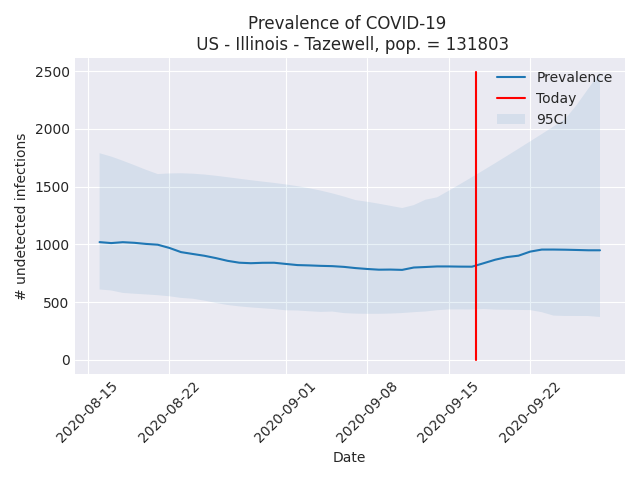 Prevalence of COVID-19
US - Illinois - Tazewell, pop. = 131803
2500
2000
1500
1000
500
0
# undetected infections
Prevalence
Today
95CI
2020-08-15
2020-08-22
2020-09-01
2020-09-08
2020-09-15
2020-09-22
Date